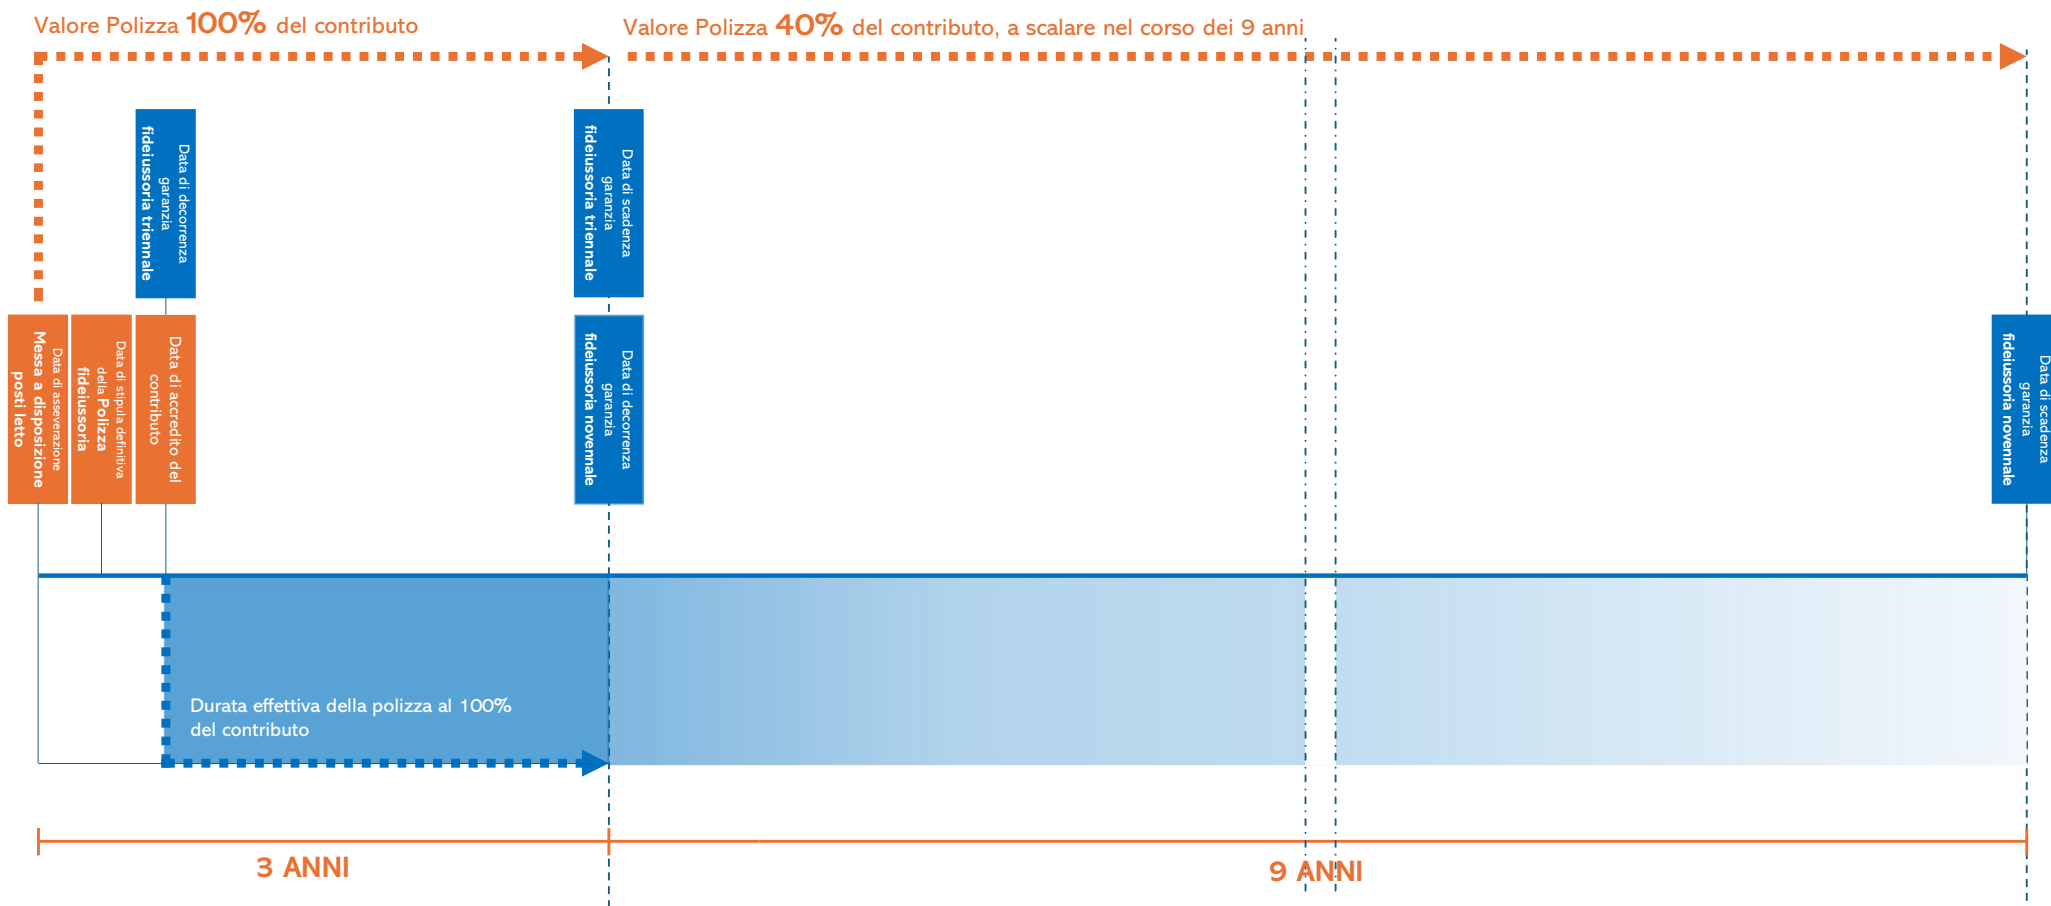 Valore Polizza 100% del contributo
Valore Polizza 40% del contributo, a scalare nel corso dei 9 anni
Data di decorrenza
garanzia
fideiussoria triennale
Data di scadenza
garanzia
fideiussoria triennale
Data di asseverazione
Messa a disposizione
posti letto
Data di stipula definitiva
della Polizza
fideiussoria
Data di accredito del
contributo
Data di decorrenza
garanzia
fideiussoria novennale
Data di scadenza
garanzia
fideiussoria novennale
Durata effettiva della polizza al 100%
del contributo
3 ANNI
9 ANNI